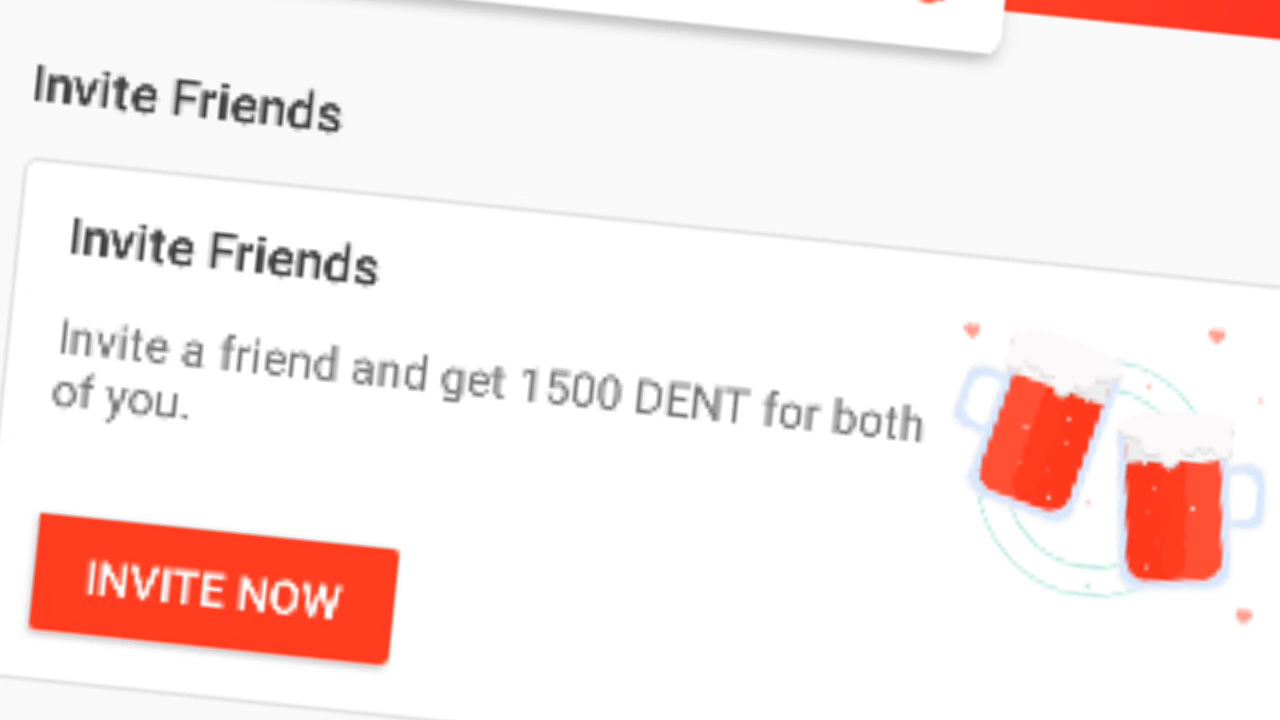 Invite Friends
Invite Friends
Invite a friend and get 1500 DENT for both
of you.
INVITE NOW